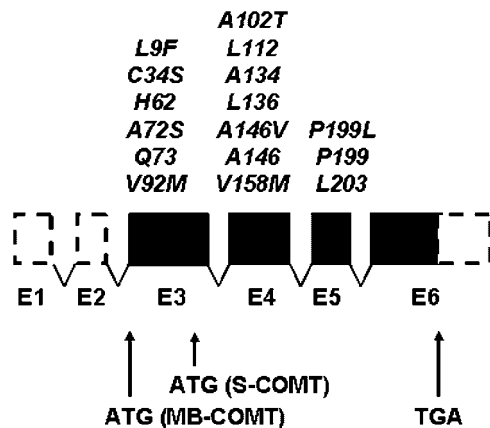 A102T
L9F L112
C34S A134
H62 L136
A72S A146V P199L
Q73 A146 P199
V92M V158M L203
E1 E2 E3 E4 E5 E6
ATG (S-COMT)
ATG (MB-COMT) TGA